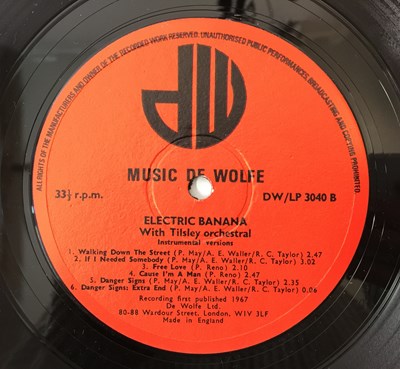 ALL RIGHTS OF THE MANUFACTURERS AND OWNER OF THE RECORDED WORK RESERVED. UNAUTHORISED PUBLIC PERFORMANCES, BROADCASTING AND COPYING PROHIBITED.
dw
MUSIC DE WOLFE
33⅓ r.p.m.
DW/LP 3040 B
ELECTRIC BANANA
With Tilsley orchestral
Instrumental versions
1. Walking Down The Street (P. May/A. E. Waller/R. C. Taylor) 2.47
2. If I Needed Somebody (P. May/A. E. Waller/R. C. Taylor) 3.02
3. Free Love (P. Reno) 2.10
4. Cause I'm A Man (P. Reno) 2.47
5. Danger Signs (P. May/A. E. Waller/R. C. Taylor) 2.35
6. Danger Signs: Extra End (P. May/A. E. Waller/R. C. Taylor) 0.06
Recording first published 1967
De Wolfe Ltd.
80-88 Wardour Street, London, W1V 3LF
Made in England